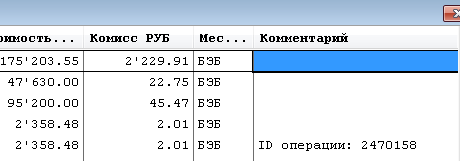 оимость... Комисс РУБ Мес... Комментарий
175'203.55 2'229.91 БЭБ
47'630.00 22.75 БЭБ
95'200.00 45.47 БЭБ
2'358.48 2.01 БЭБ
2'358.48 2.01 БЭБ ID операции: 2470158